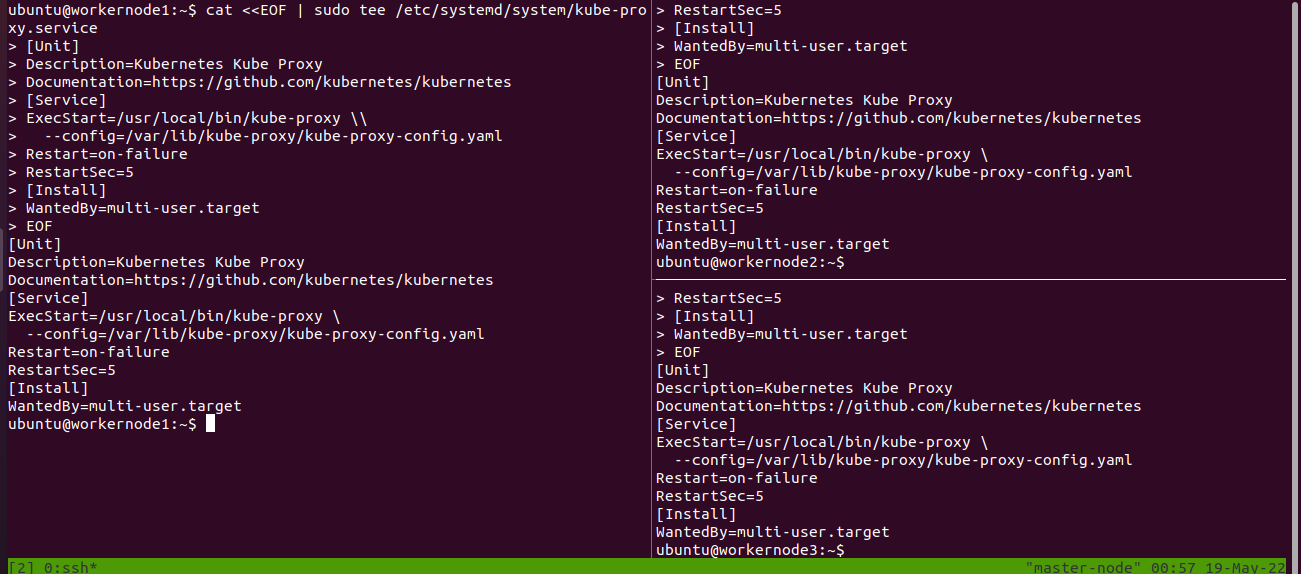 ubuntu@workernode1:~$ cat <<EOF | sudo tee /etc/systemd/system/kube-pro
xy.service
> [Unit]
> Description=Kubernetes Kube Proxy
> Documentation=https://github.com/kubernetes/kubernetes
> [Service]
> ExecStart=/usr/local/bin/kube-proxy \\
>   --config=/var/lib/kube-proxy/kube-proxy-config.yaml
> Restart=on-failure
> RestartSec=5
> [Install]
> WantedBy=multi-user.target
> EOF
[Unit]
Description=Kubernetes Kube Proxy
Documentation=https://github.com/kubernetes/kubernetes
[Service]
ExecStart=/usr/local/bin/kube-proxy \
  --config=/var/lib/kube-proxy/kube-proxy-config.yaml
Restart=on-failure
RestartSec=5
[Install]
WantedBy=multi-user.target
ubuntu@workernode1:~$
> RestartSec=5
> [Install]
> WantedBy=multi-user.target
> EOF
[Unit]
Description=Kubernetes Kube Proxy
Documentation=https://github.com/kubernetes/kubernetes
[Service]
ExecStart=/usr/local/bin/kube-proxy \
  --config=/var/lib/kube-proxy/kube-proxy-config.yaml
Restart=on-failure
RestartSec=5
[Install]
WantedBy=multi-user.target
ubuntu@workernode2:~$
> RestartSec=5
> [Install]
> WantedBy=multi-user.target
> EOF
[Unit]
Description=Kubernetes Kube Proxy
Documentation=https://github.com/kubernetes/kubernetes
[Service]
ExecStart=/usr/local/bin/kube-proxy \
  --config=/var/lib/kube-proxy/kube-proxy-config.yaml
Restart=on-failure
RestartSec=5
[Install]
WantedBy=multi-user.target
ubuntu@workernode3:~$
[2] 0:ssh* "master-node" 00:57 19-May-22